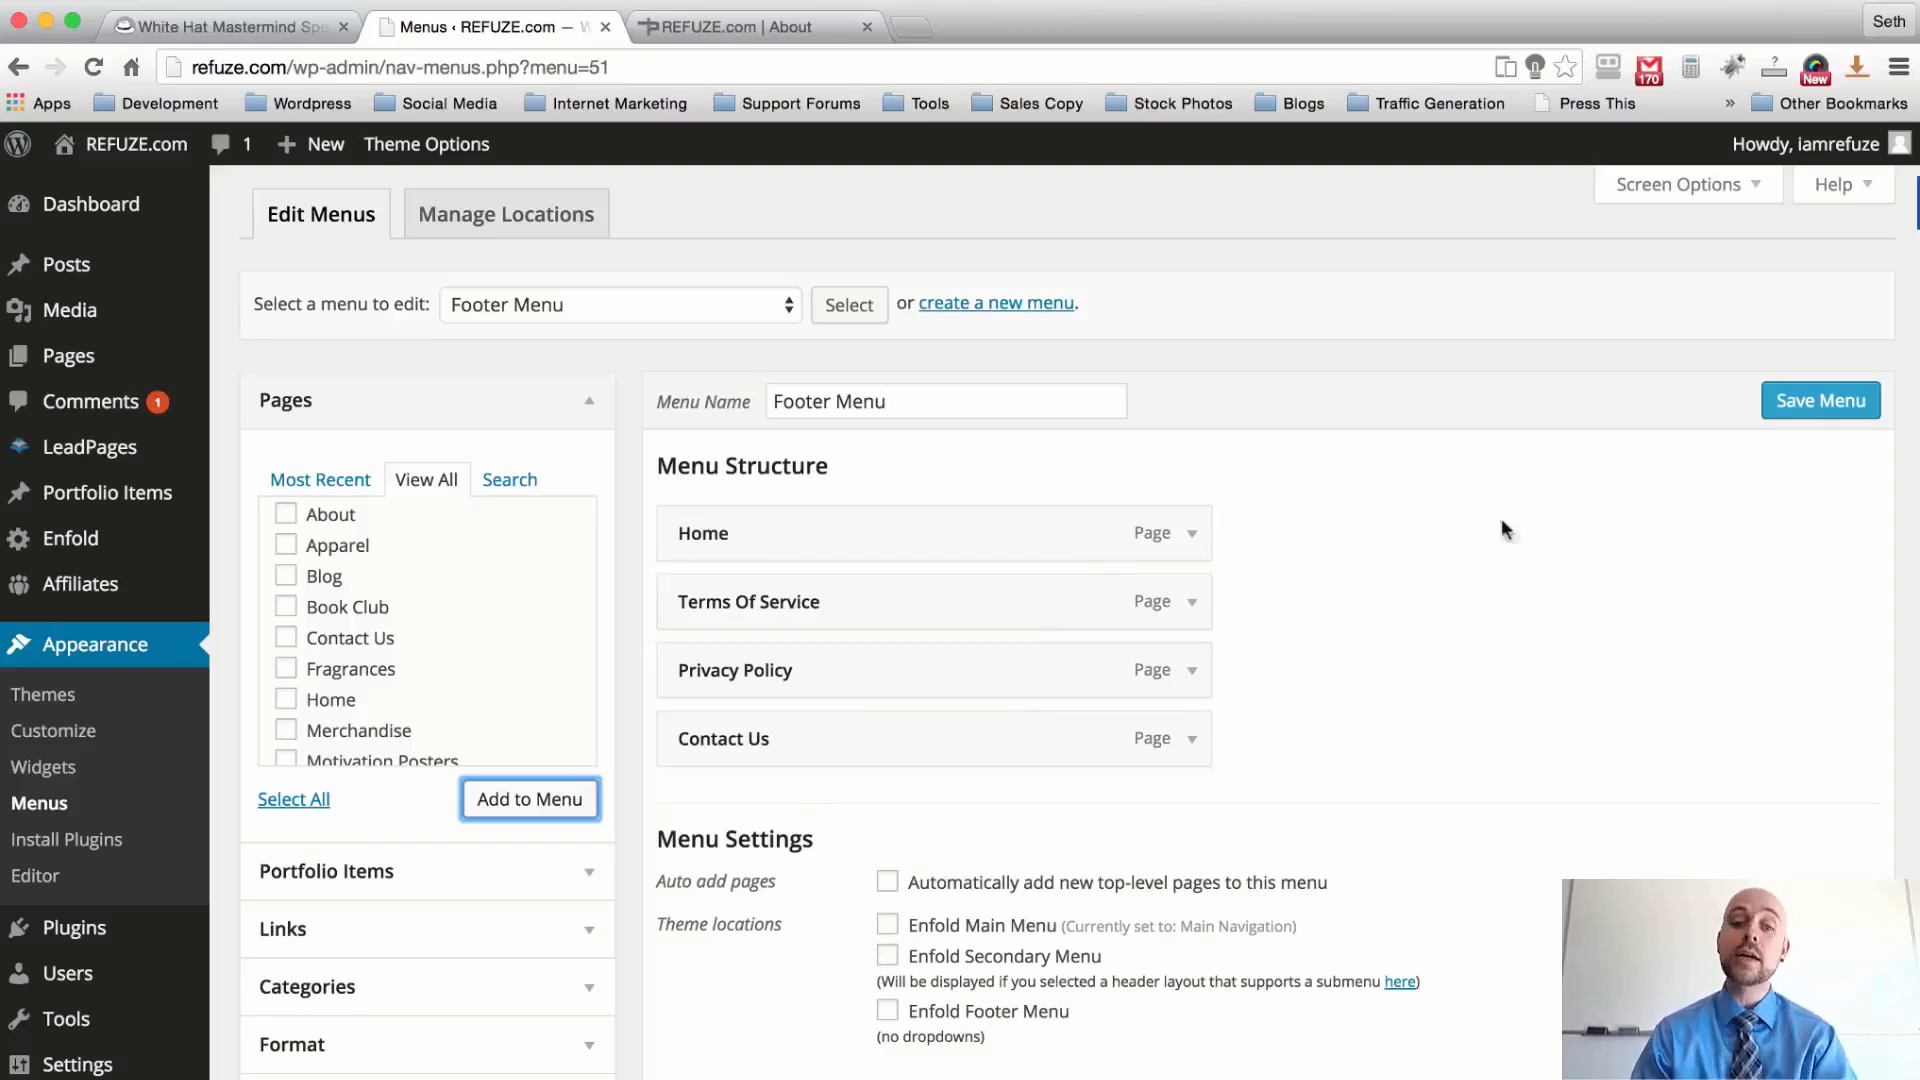 White Hat Mastermind Spe
Menus ‹ REFUZE.com — W
REFUZE.com | About
Seth
refuze.com/wp-admin/nav-menus.php?menu=51
170
?
New
Apps
Development
Wordpress
Social Media
Internet Marketing
Support Forums
Tools
Sales Copy
Stock Photos
Blogs
Traffic Generation
Press This
»
Other Bookmarks
REFUZE.com
1
New
Theme Options
Howdy, iamrefuze
Dashboard
Posts
Media
Pages
Comments 1
LeadPages
Portfolio Items
Enfold
Affiliates
Appearance
Themes
Customize
Widgets
Menus
Install Plugins
Editor
Plugins
Users
Tools
Settings
Screen Options
Help
Edit Menus
Manage Locations
Select a menu to edit: Footer Menu Select or create a new menu.
Pages
Most Recent
View All
Search
About
Apparel
Blog
Book Club
Contact Us
Fragrances
Home
Merchandise
Motivation Posters
Select All
Add to Menu
Portfolio Items
Links
Categories
Format
Menu Name Footer Menu
Save Menu
Menu Structure
Home Page
Terms Of Service Page
Privacy Policy Page
Contact Us Page
Menu Settings
Auto add pages
Automatically add new top-level pages to this menu
Theme locations
Enfold Main Menu (Currently set to: Main Navigation)
Enfold Secondary Menu
(Will be displayed if you selected a header layout that supports a submenu here)
Enfold Footer Menu
(no dropdowns)